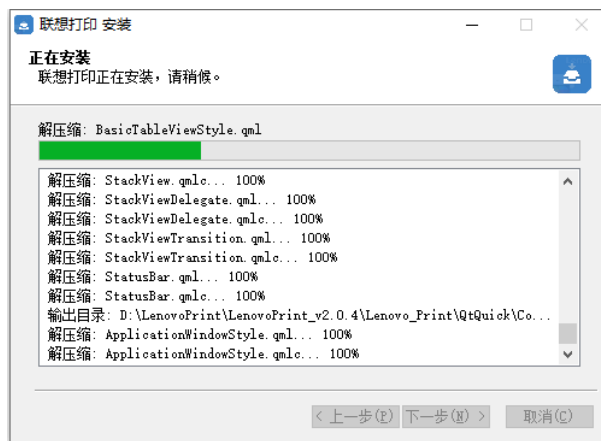 联想打印 安装
正在安装
联想打印正在安装，请稍候。
解压缩: BasicTableViewStyle.qml
解压缩: StackView.qmlc... 100%
解压缩: StackViewDelegate.qml... 100%
解压缩: StackViewDelegate.qmlc... 100%
解压缩: StackViewTransition.qml... 100%
解压缩: StackViewTransition.qmlc... 100%
解压缩: StatusBar.qml... 100%
解压缩: StatusBar.qmlc... 100%
输出目录: D:\LenovoPrint\LenovoPrint_v2.0.4\Lenovo_Print\QtQuick\Co...
解压缩: ApplicationWindowStyle.qml... 100%
解压缩: ApplicationWindowStyle.qmlc... 100%
< 上一步(P) 下一步(N) > 取消(C)